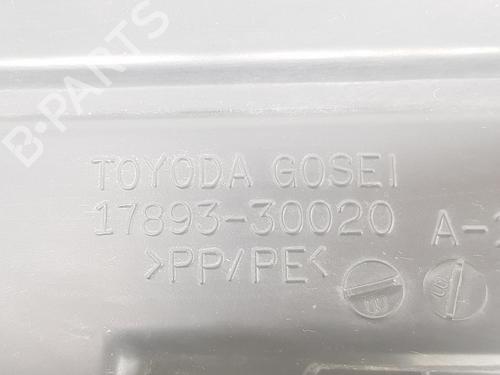 B-PARTS
TOYODA GOSEI
17893-30020
>PP/PE<
A-